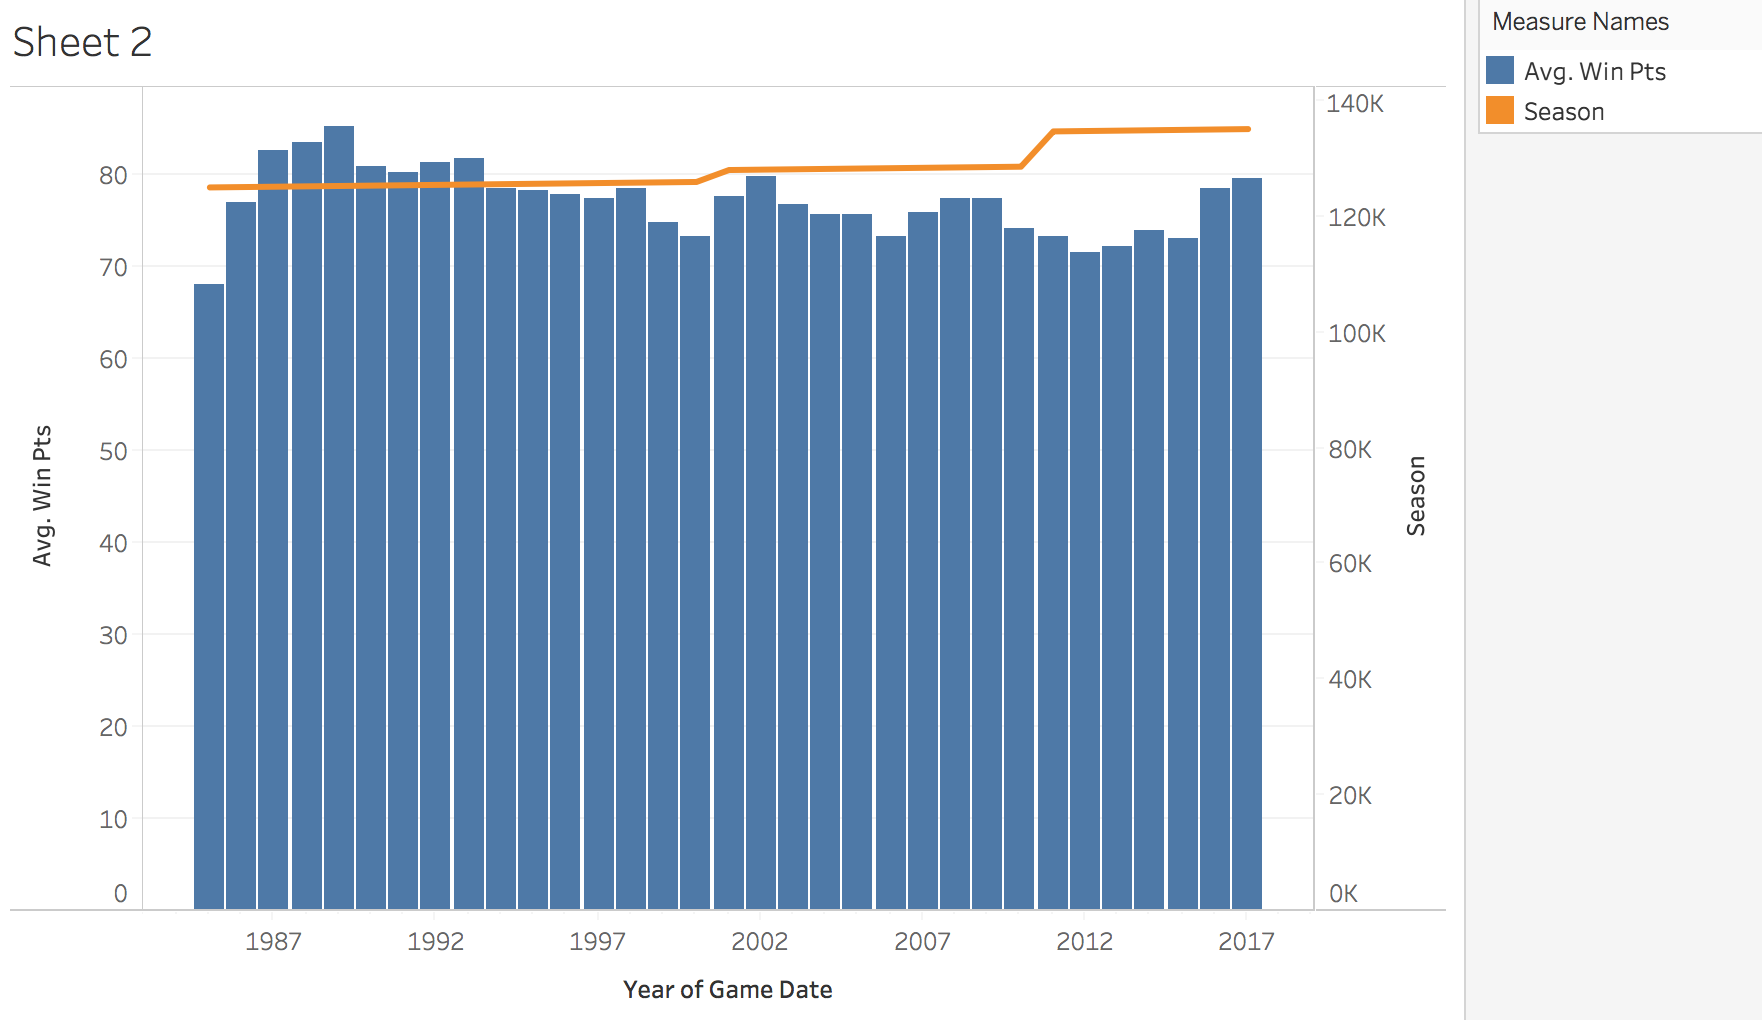 Sheet 2
Measure Names
Avg. Win Pts
Season
140K
80
120K
70
100K
60
50
80K
Avg. Win Pts
Season
40
60K
30
40K
20
20K
10
0
0K
1987 1992 1997 2002 2007 2012 2017
Year of Game Date